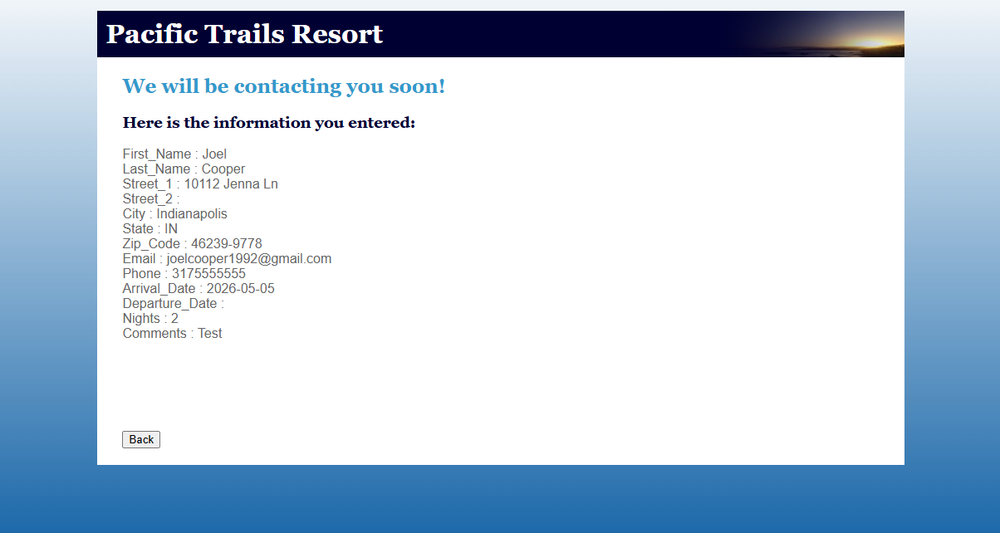 Pacific Trails Resort
We will be contacting you soon!
Here is the information you entered:
First_Name : Joel
Last_Name : Cooper
Street_1 : 10112 Jenna Ln
Street_2 :
City : Indianapolis
State : IN
Zip_Code : 46239-9778
Email : joelcooper1992@gmail.com
Phone : 3175555555
Arrival_Date : 2026-05-05
Departure_Date :
Nights : 2
Comments : Test
Back